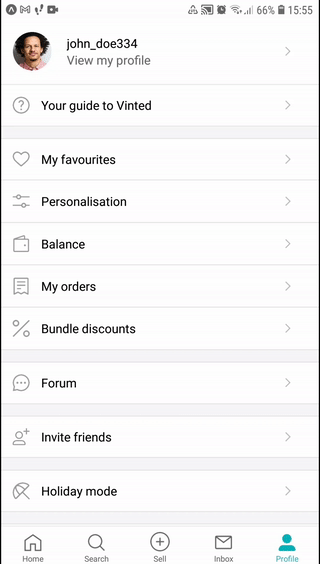 66% 15:55
john_doe334
View my profile
Your guide to Vinted
My favourites
Personalisation
Balance
My orders
Bundle discounts
Forum
Invite friends
Holiday mode
Home Search Sell Inbox Profile